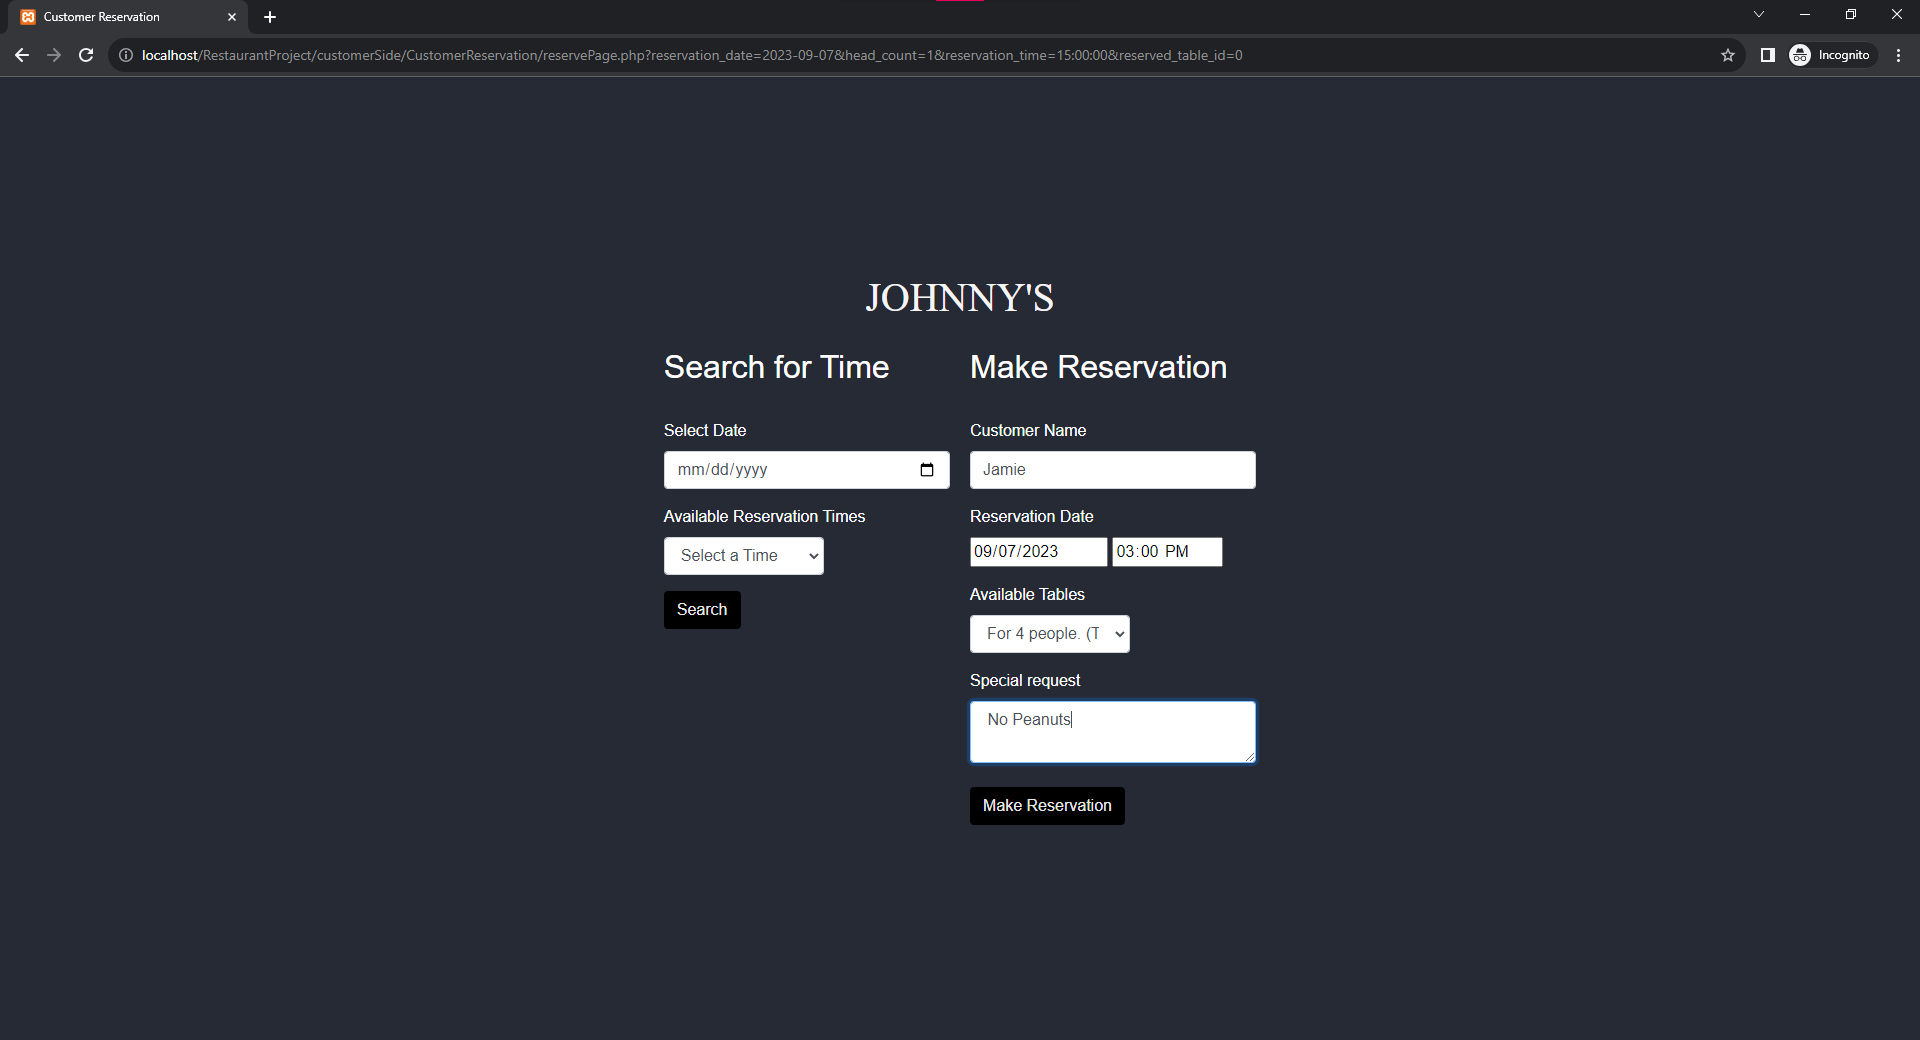 Customer Reservation
localhost/RestaurantProject/customerSide/CustomerReservation/reservePage.php?reservation_date=2023-09-07&head_count=1&reservation_time=15:00:00&reserved_table_id=0
Incognito
JOHNNY'S
Search for Time
Select Date
mm/dd/yyyy
Available Reservation Times
Select a Time
Search
Make Reservation
Customer Name
Jamie
Reservation Date
09/07/2023 03:00 PM
Available Tables
For 4 people. (T
Special request
No Peanuts
Make Reservation